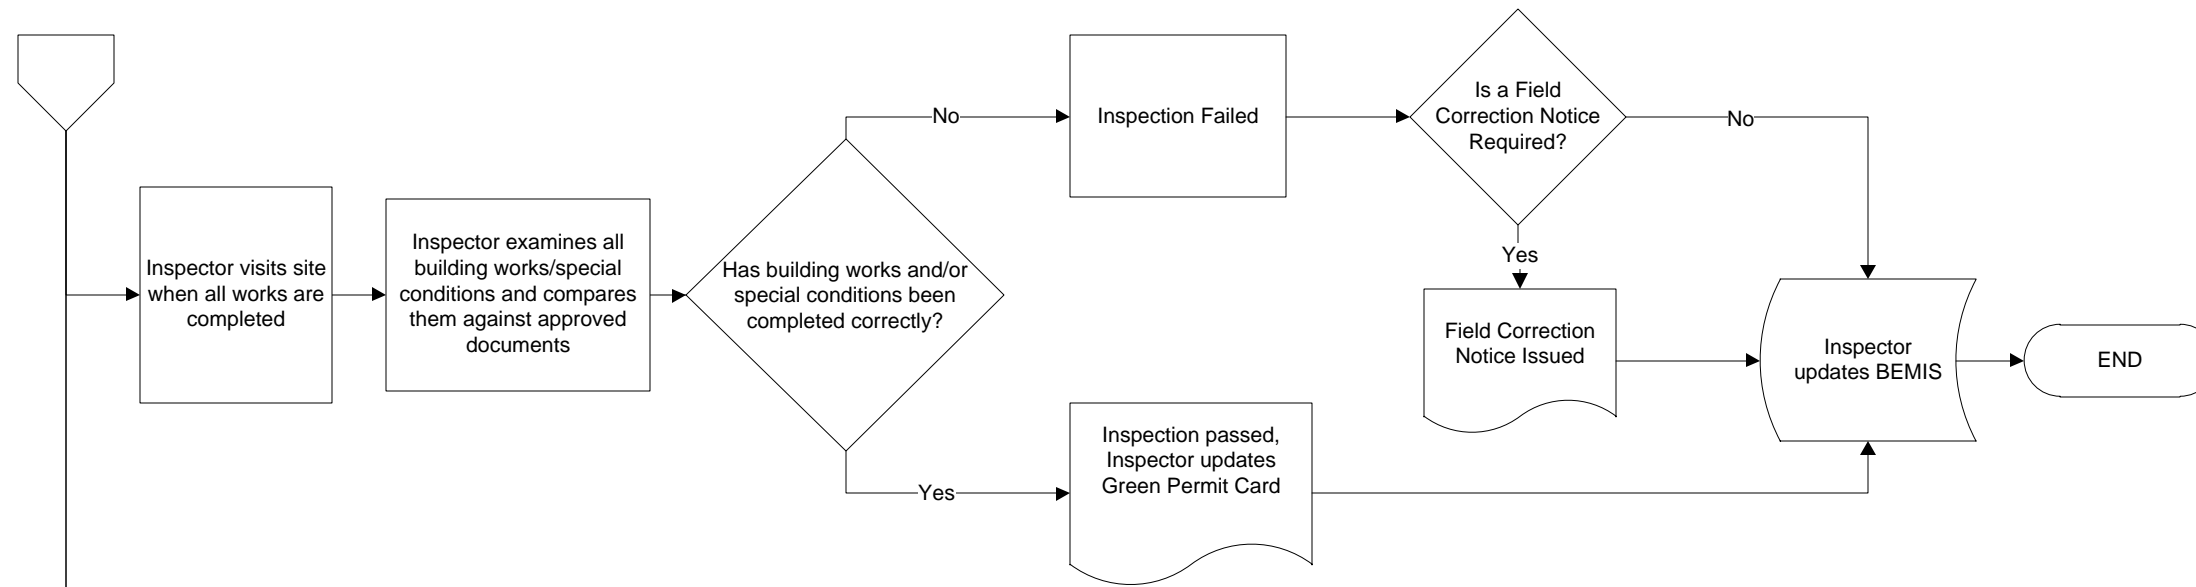 Inspector visits site
when all works are
completed
Inspector examines all
building works/special
conditions and compares
them against approved
documents
Has building works and/or
special conditions been
completed correctly?
No
Inspection Failed
Is a Field
Correction Notice
Required?
No
Yes
Field Correction
Notice Issued
Yes
Inspection passed,
Inspector updates
Green Permit Card
Inspector
updates BEMIS
END